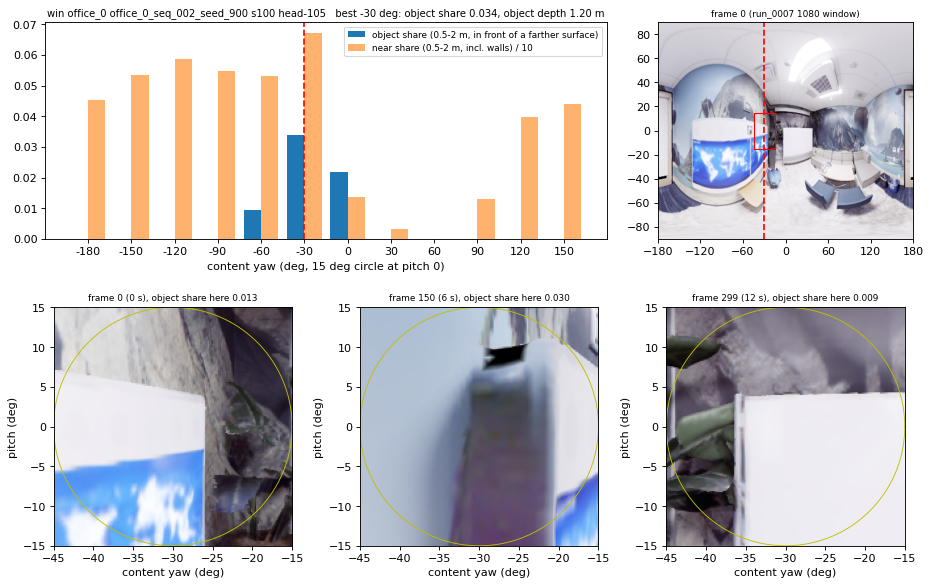 win office_0 office_0_seq_002_seed_900 s100 head-105   best -30 deg: object share 0.034, object depth 1.20 m
0.07
0.06
0.05
0.04
0.03
0.02
0.01
0.00
object share (0.5-2 m, in front of a farther surface)
near share (0.5-2 m, incl. walls) / 10
-180 -150 -120 -90 -60 -30 0 30 60 90 120 150
content yaw (deg, 15 deg circle at pitch 0)
frame 0 (run_0007 1080 window)
80
60
40
20
0
−20
−40
−60
−80
−180 −120 −60 0 60 120 180
frame 0 (0 s), object share here 0.013
15
10
5
0
−5
−10
−15
pitch (deg)
−45 −40 −35 −30 −25 −20 −15
content yaw (deg)
frame 150 (6 s), object share here 0.030
15
10
5
0
−5
−10
−15
pitch (deg)
−45 −40 −35 −30 −25 −20 −15
content yaw (deg)
frame 299 (12 s), object share here 0.009
15
10
5
0
−5
−10
−15
pitch (deg)
−45 −40 −35 −30 −25 −20 −15
content yaw (deg)